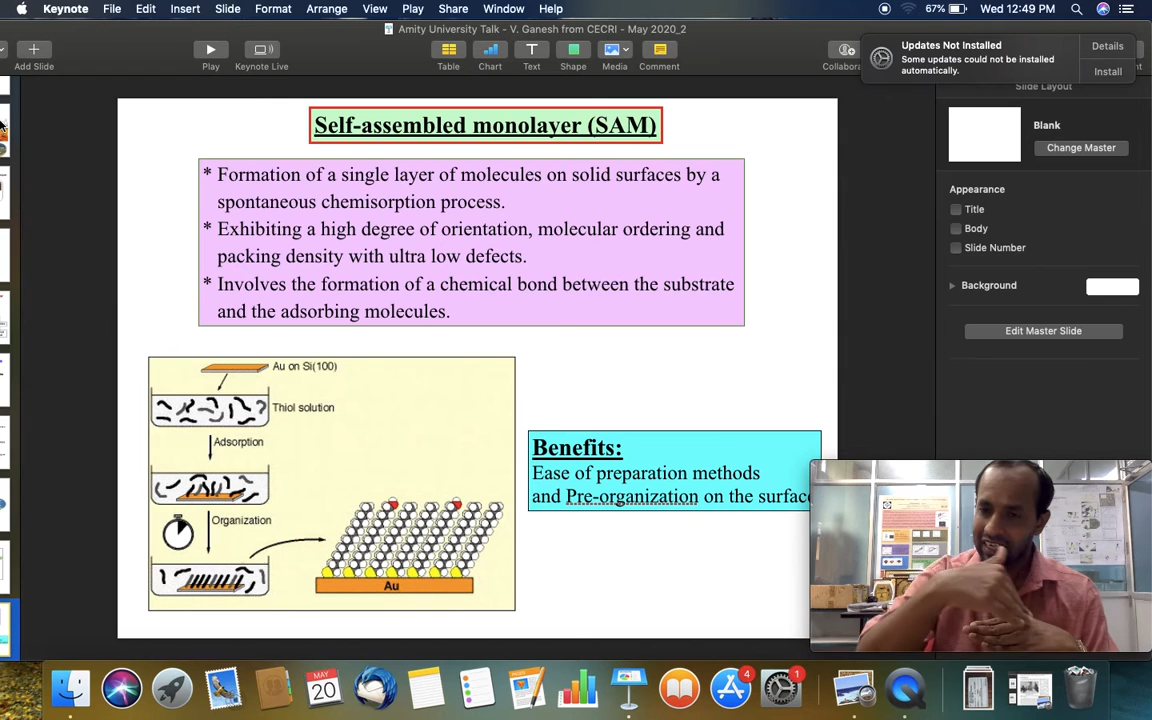 Keynote File Edit Insert Slide Format Arrange View Play Share Window Help 67% Wed 12:49 PM
Amity University Talk - V. Ganesh from CECRI - May 2020_2
Add Slide Play Keynote Live Table Chart Text Shape Media Comment
Updates Not Installed
Some updates could not be installed
automatically.
Details
Install
Slide Layout
Blank
Change Master
Appearance
Title
Body
Slide Number
Background
Edit Master Slide
Self-assembled monolayer (SAM)
* Formation of a single layer of molecules on solid surfaces by a
spontaneous chemisorption process.
* Exhibiting a high degree of orientation, molecular ordering and
packing density with ultra low defects.
* Involves the formation of a chemical bond between the substrate
and the adsorbing molecules.
Au on Si(100)
Thiol solution
Adsorption
Organization
Au
Benefits:
Ease of preparation methods
and Pre-organization on the surfac
MAY
20
4
1